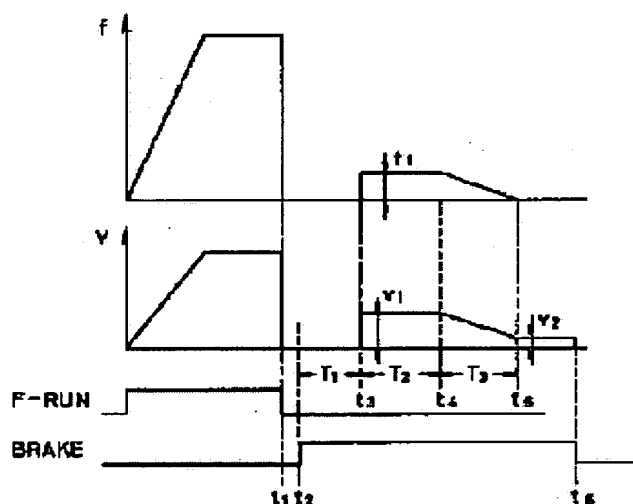 f
f1
V
V1
V2
T1 T2 T3
t3 t4 t5
F-RUN
BRAKE
t1 t2 t6